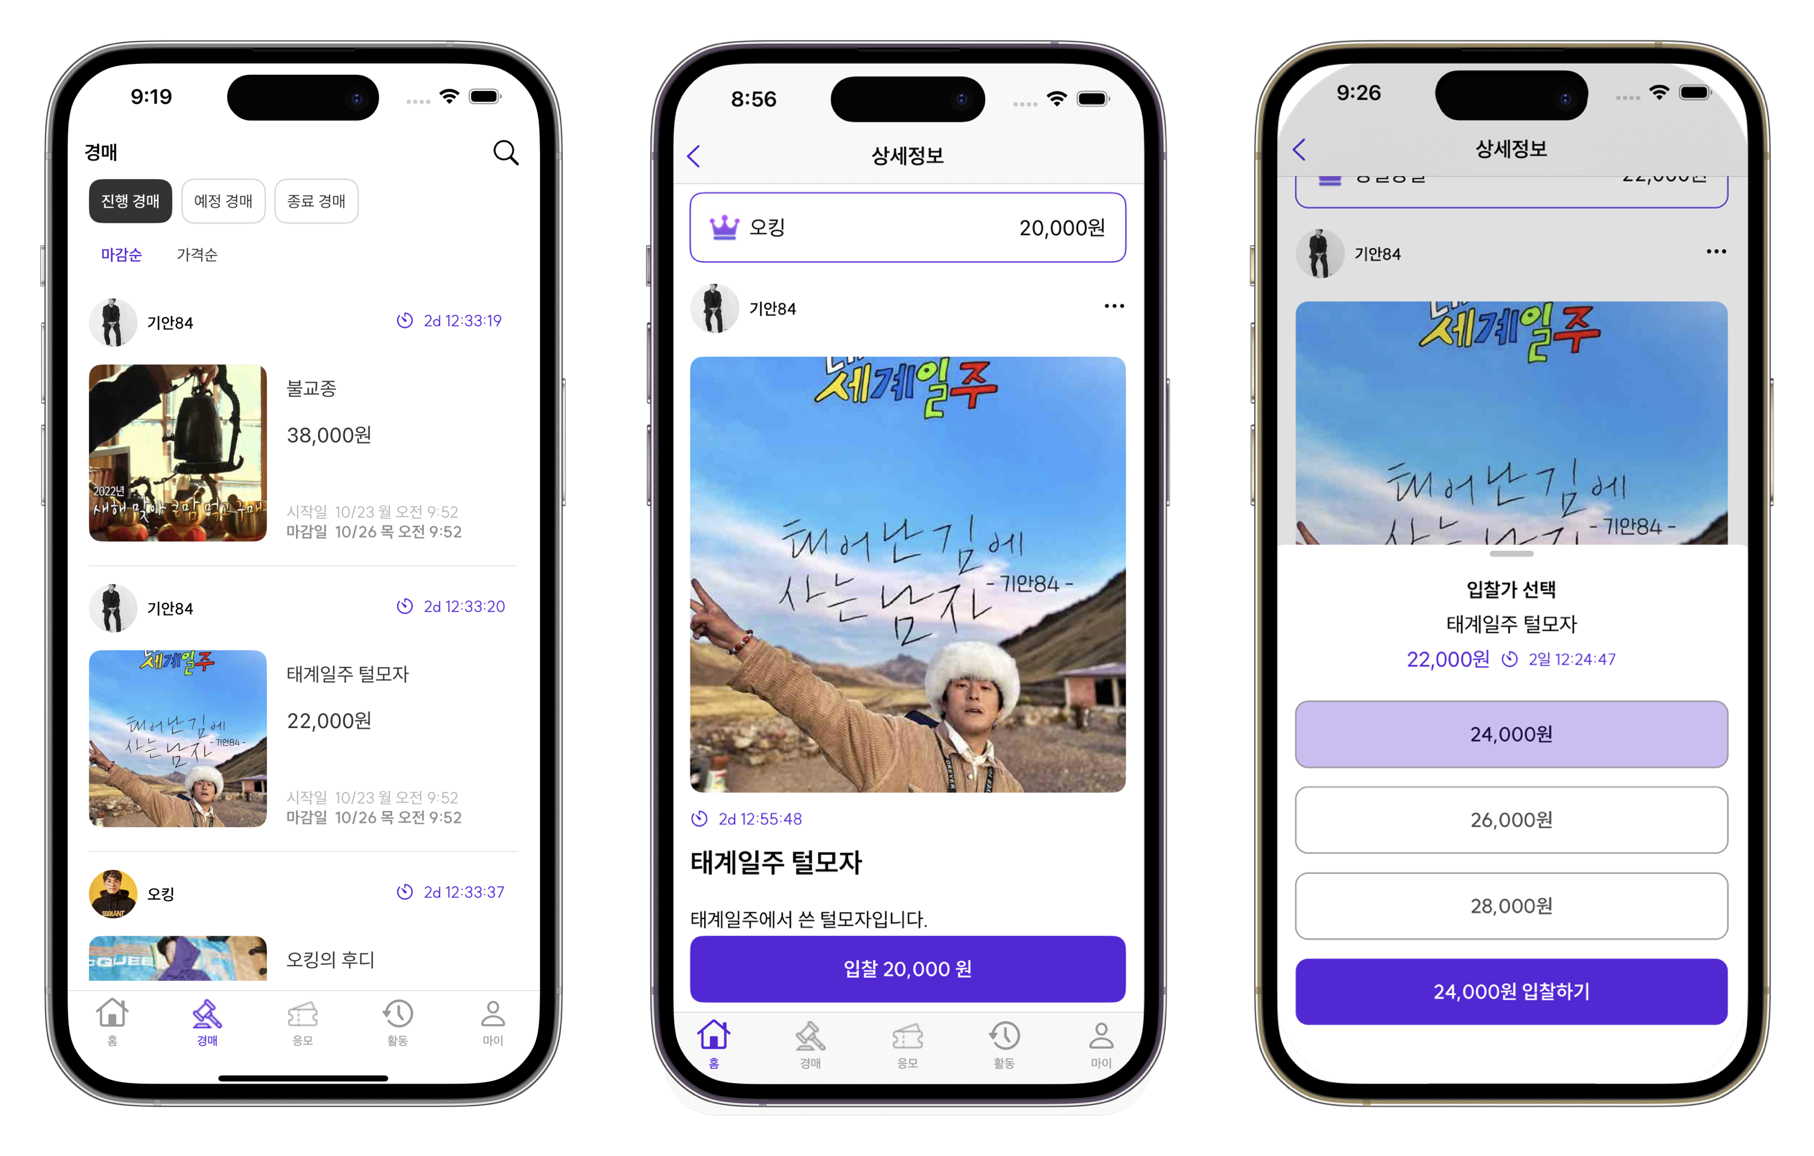 9:19
경매
진행 경매
예정 경매
종료 경매
마감순
가격순
기안84
2d 12:33:19
2022년
새해 맞아 큰맘 먹고 구매
불교종
38,000원
시작일 10/23 월 오전 9:52
마감일 10/26 목 오전 9:52
기안84
2d 12:33:20
세계일주
태어난 김에
사는 남자
-기안84-
태계일주 털모자
22,000원
시작일 10/23 월 오전 9:52
마감일 10/26 목 오전 9:52
오킹
2d 12:33:37
오킹의 후디
홈
경매
응모
활동
마이
8:56
상세정보
오킹
20,000원
기안84
세계일주
태어난 김에
사는 남자
-기안84-
2d 12:55:48
태계일주 털모자
태계일주에서 쓴 털모자입니다.
입찰 20,000 원
홈
경매
응모
활동
마이
9:26
상세정보
22,000원
기안84
세계일주
태어난 김에
사는 남자
-기안84-
입찰가 선택
태계일주 털모자
22,000원 2일 12:24:47
24,000원
26,000원
28,000원
24,000원 입찰하기